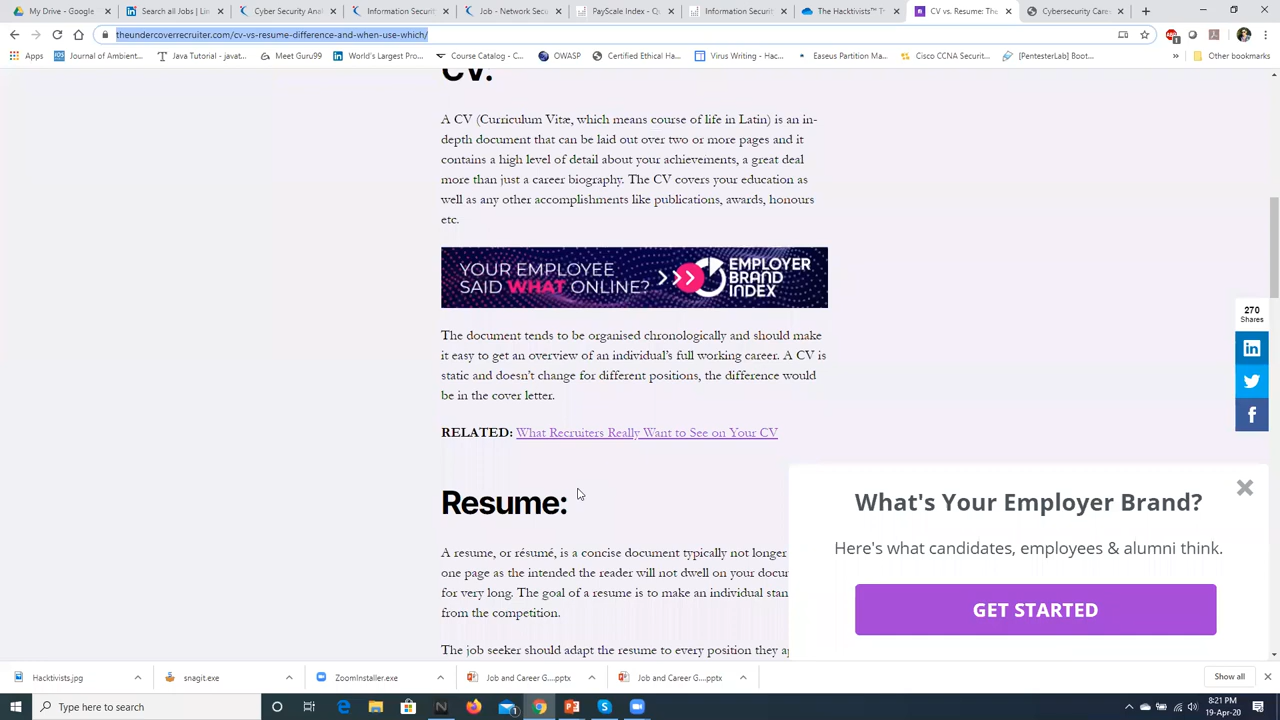 My Drive - Google
Search all Jobs | Lin
Cyber Security Anal
Information Securit
Job - Network Secu
PayScale Index - Qu
Information Securit
The Hacktivists™ T
CV vs. Resume: The
Cybersecurity Care
theundercoverrecruiter.com/cv-vs-resume-difference-and-when-use-which/
Apps
Journal of Ambient...
Java Tutorial - javat...
Meet Guru99
World's Largest Pro...
Course Catalog - C...
OWASP
Certified Ethical Ha...
Virus Writing - Hac...
Easeus Partition Ma...
Cisco CCNA Securit...
[PentesterLab] Boot...
»
Other bookmarks
CV:
A CV (Curriculum Vitæ, which means course of life in Latin) is an in-
depth document that can be laid out over two or more pages and it
contains a high level of detail about your achievements, a great deal
more than just a career biography. The CV covers your education as
well as any other accomplishments like publications, awards, honours
etc.
YOUR EMPLOYEE
SAID WHAT ONLINE?
EMPLOYER
BRAND
INDEX
The document tends to be organised chronologically and should make
it easy to get an overview of an individual's full working career. A CV is
static and doesn't change for different positions, the difference would
be in the cover letter.
RELATED: What Recruiters Really Want to See on Your CV
Resume:
A resume, or résumé, is a concise document typically not longer
one page as the intended the reader will not dwell on your docu
for very long. The goal of a resume is to make an individual stan
from the competition.
The job seeker should adapt the resume to every position they ap
270
Shares
What's Your Employer Brand?
Here's what candidates, employees & alumni think.
GET STARTED
Hacktivists.jpg
snagit.exe
ZoomInstaller.exe
Job and Career G....pptx
Job and Career G....pptx
Show all
Type here to search
8:21 PM
19-Apr-20